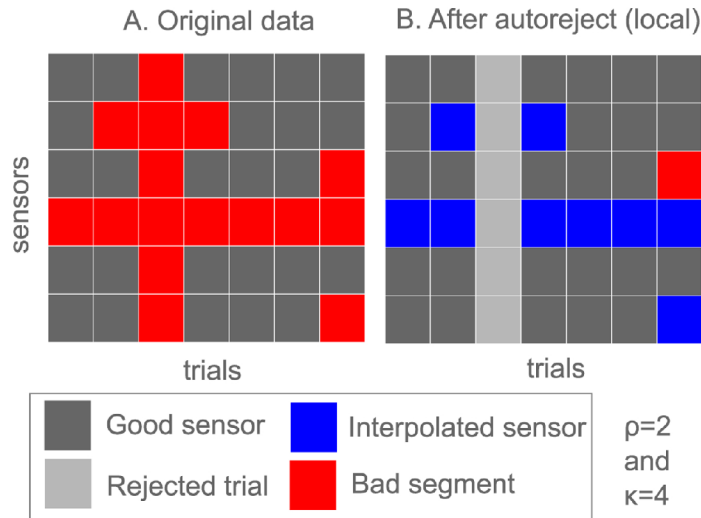 A. Original data
B. After autoreject (local)
sensors
trials
trials
Good sensor
Interpolated sensor
Rejected trial
Bad segment
ρ=2
and
κ=4